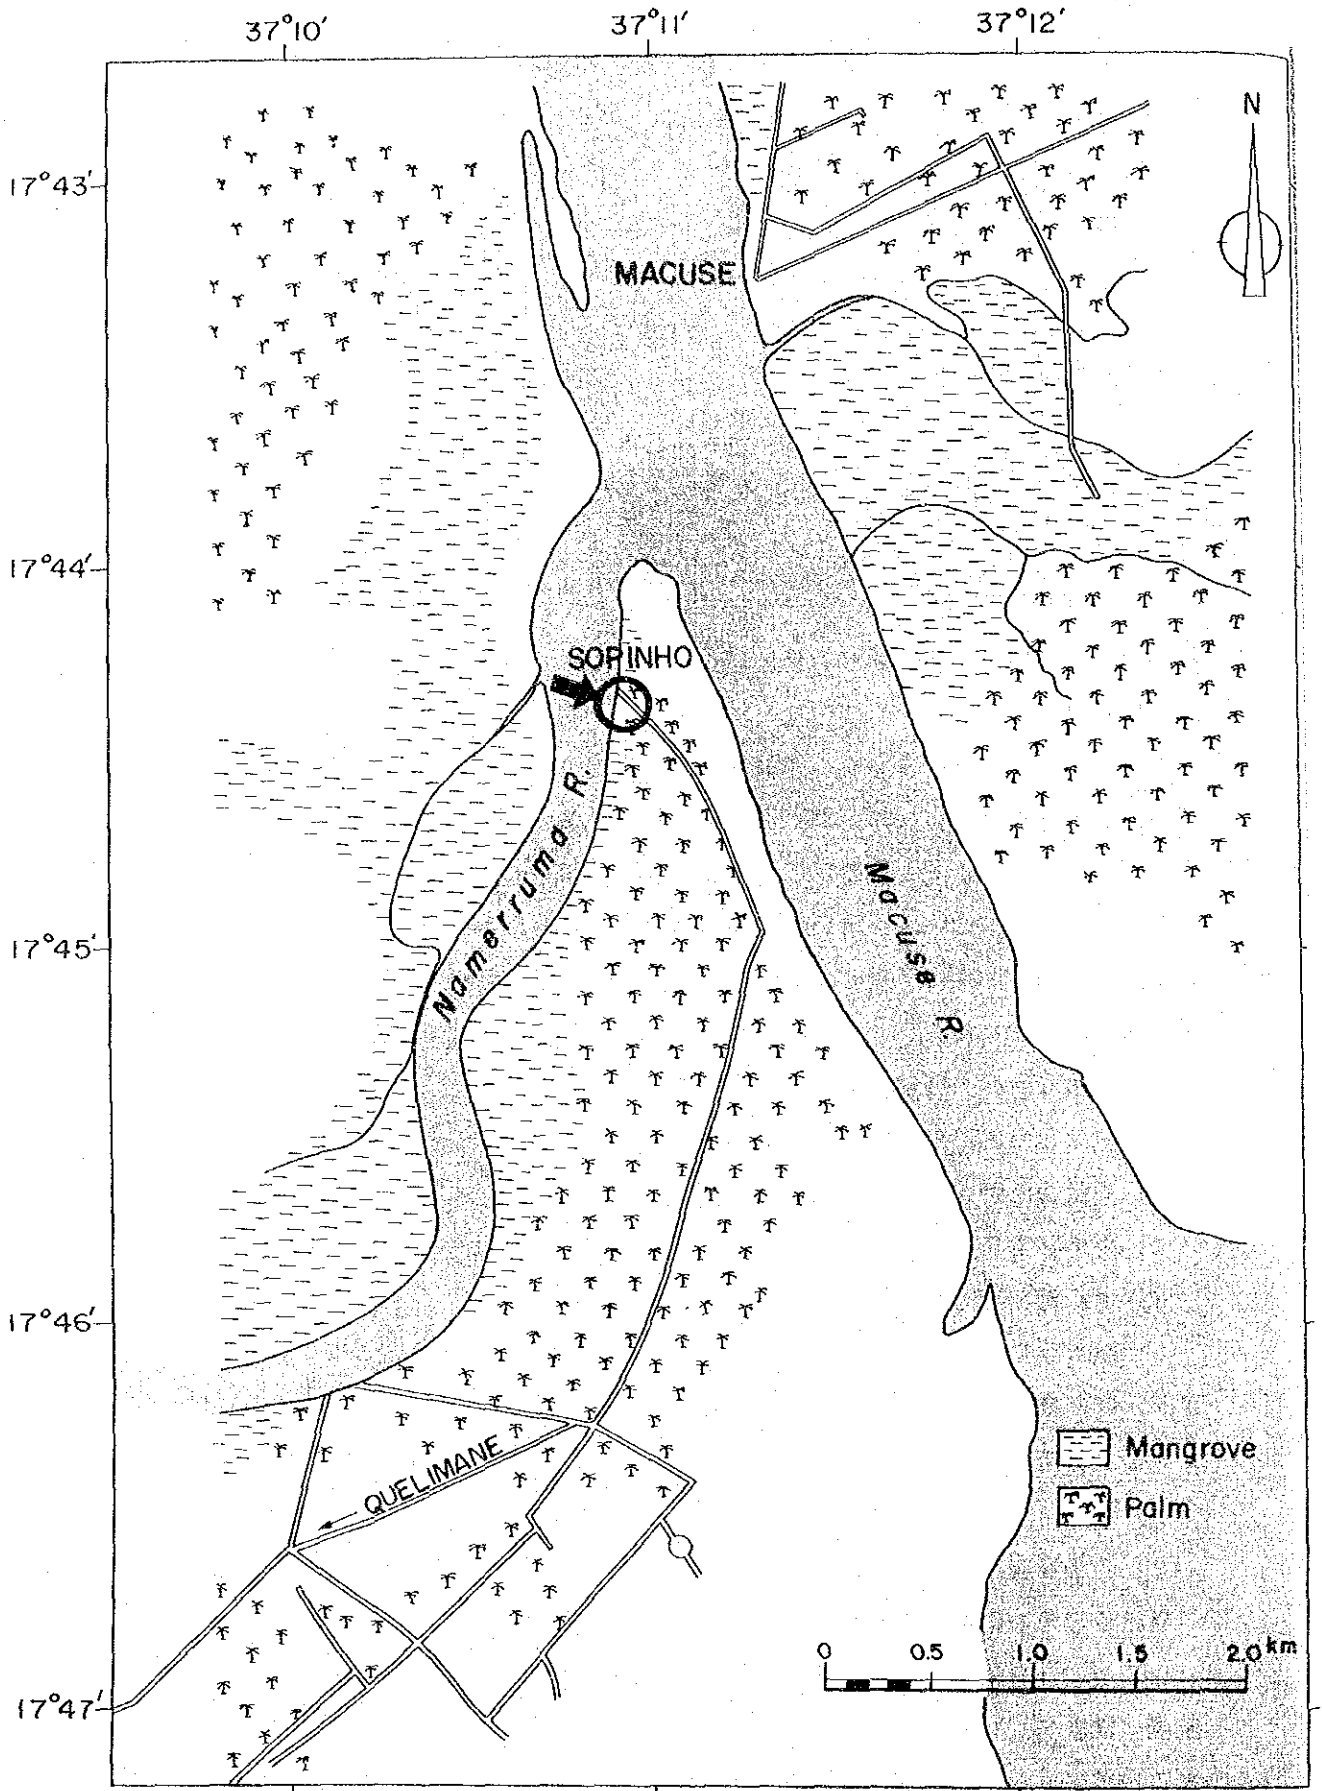 37°10′ 37°11′ 37°12′
N
17°43′
MACUSE
17°44′
SOPINHO
Namerruma R.
Macuse R.
17°45′
17°46′
Mangrove
QUELIMANE
Palm
0 0.5 1.0 1.5 2.0 km
17°47′